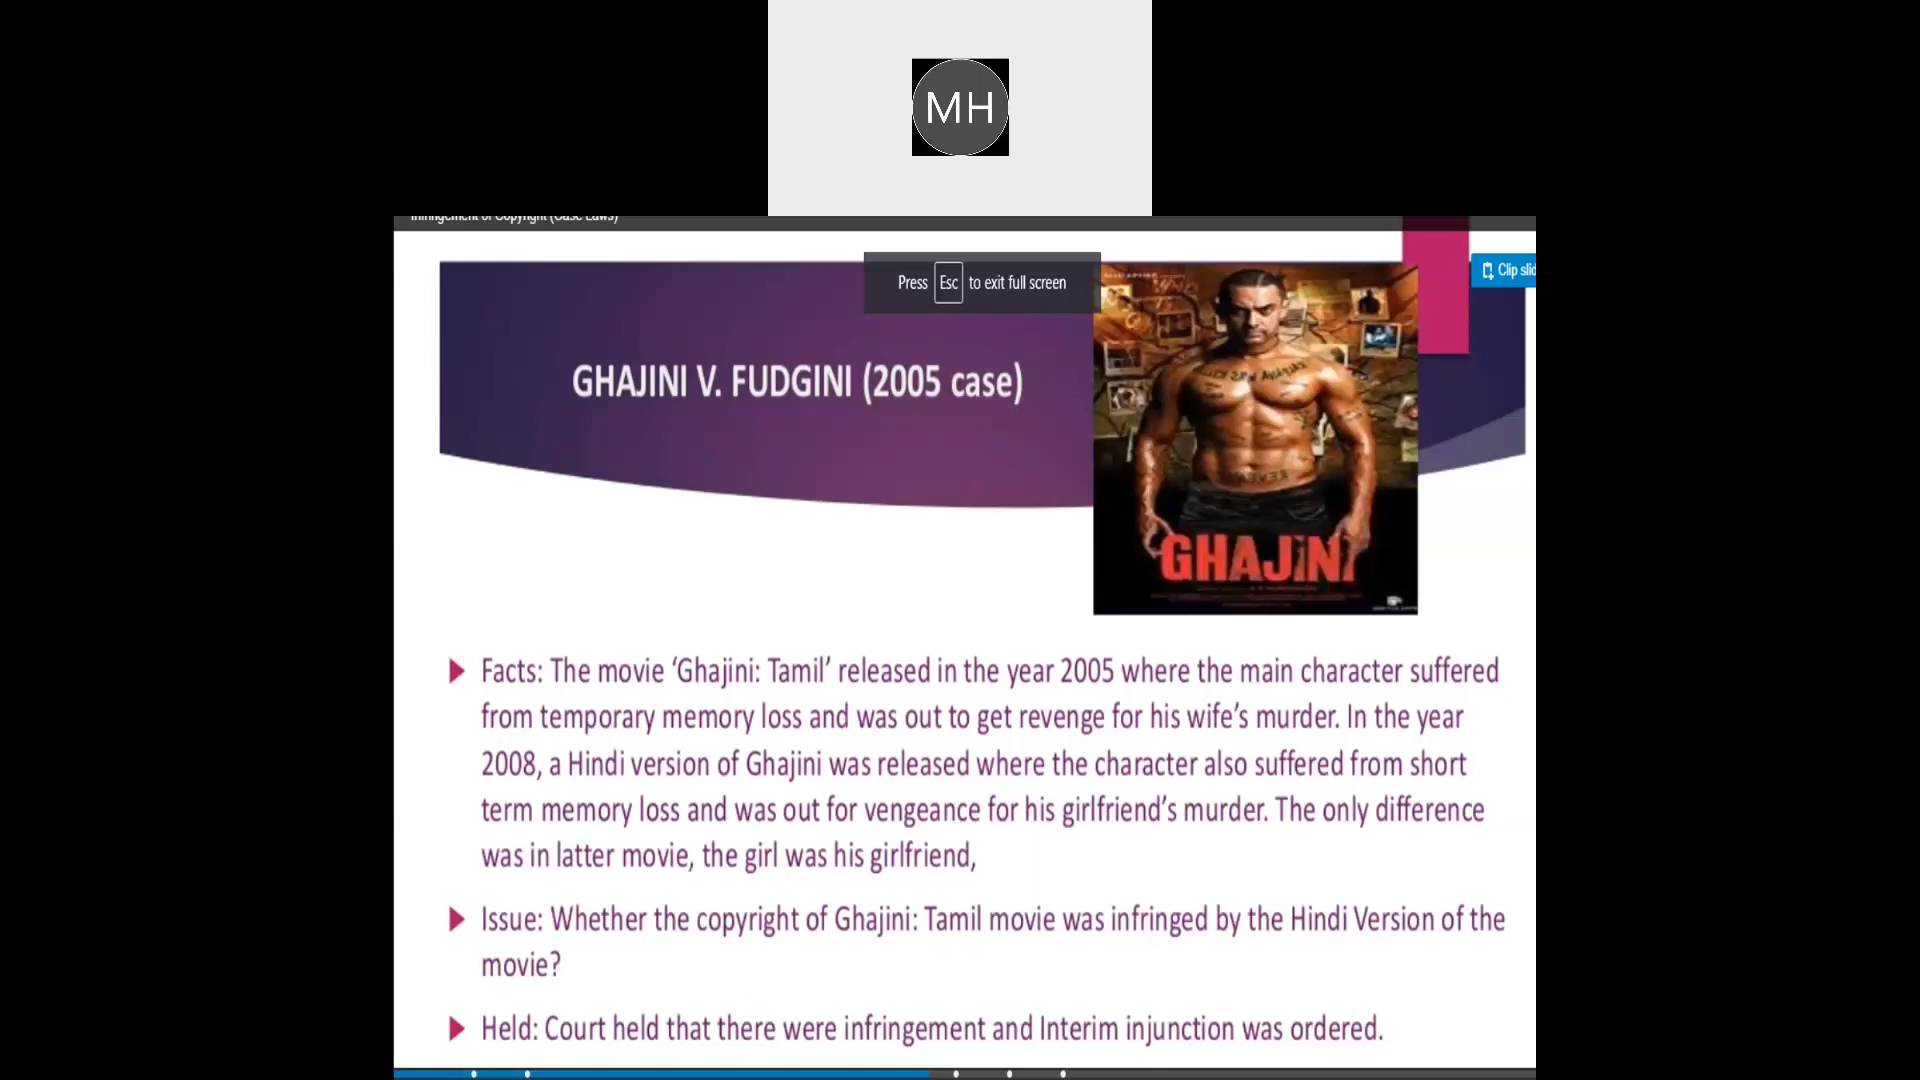 MH
Infringement of Copyright (Case Laws)
Press Esc to exit full screen
Clip slid
GHAJINI V. FUDGINI (2005 case)
GHAJINI
Facts: The movie ‘Ghajini: Tamil’ released in the year 2005 where the main character suffered
from temporary memory loss and was out to get revenge for his wife’s murder. In the year
2008, a Hindi version of Ghajini was released where the character also suffered from short
term memory loss and was out for vengeance for his girlfriend’s murder. The only difference
was in latter movie, the girl was his girlfriend,
Issue: Whether the copyright of Ghajini: Tamil movie was infringed by the Hindi Version of the
movie?
Held: Court held that there were infringement and Interim injunction was ordered.